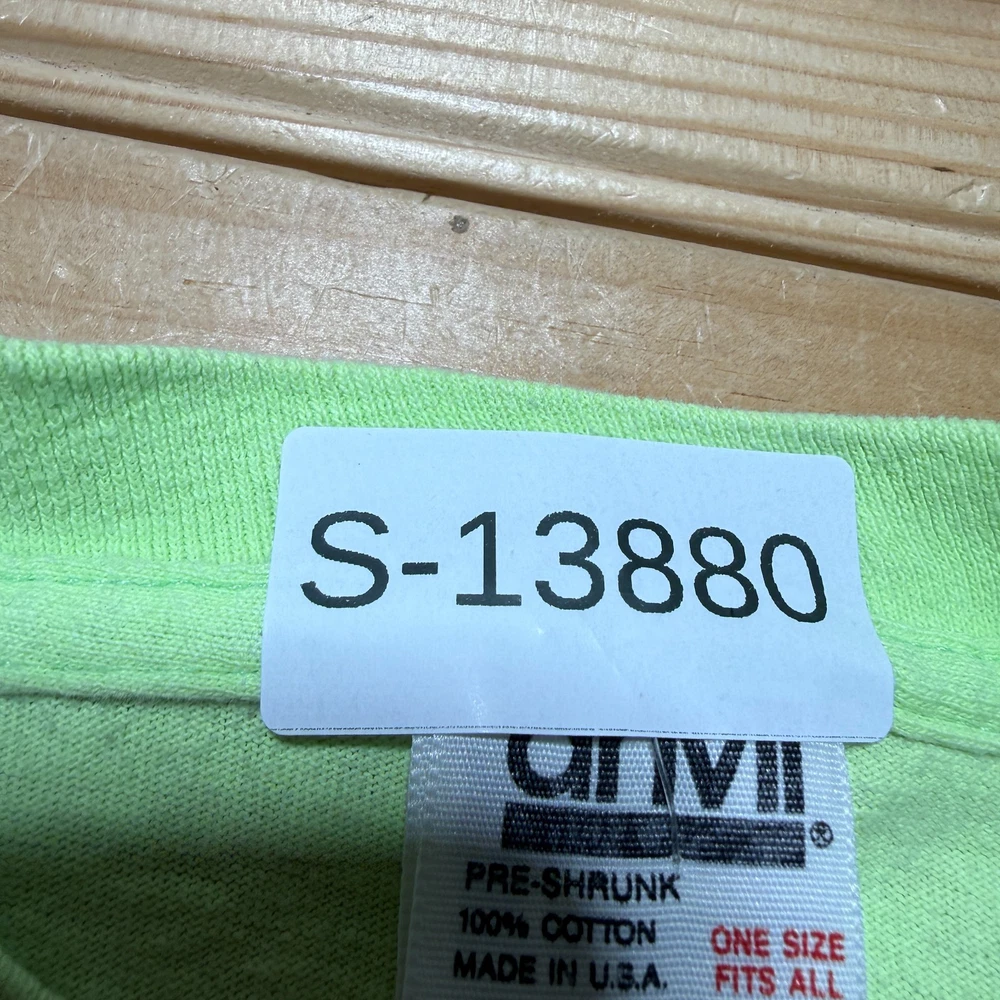 S-13880
anvil
®
PRE-SHRUNK
100% COTTON
MADE IN U.S.A.
ONE SIZE
FITS ALL